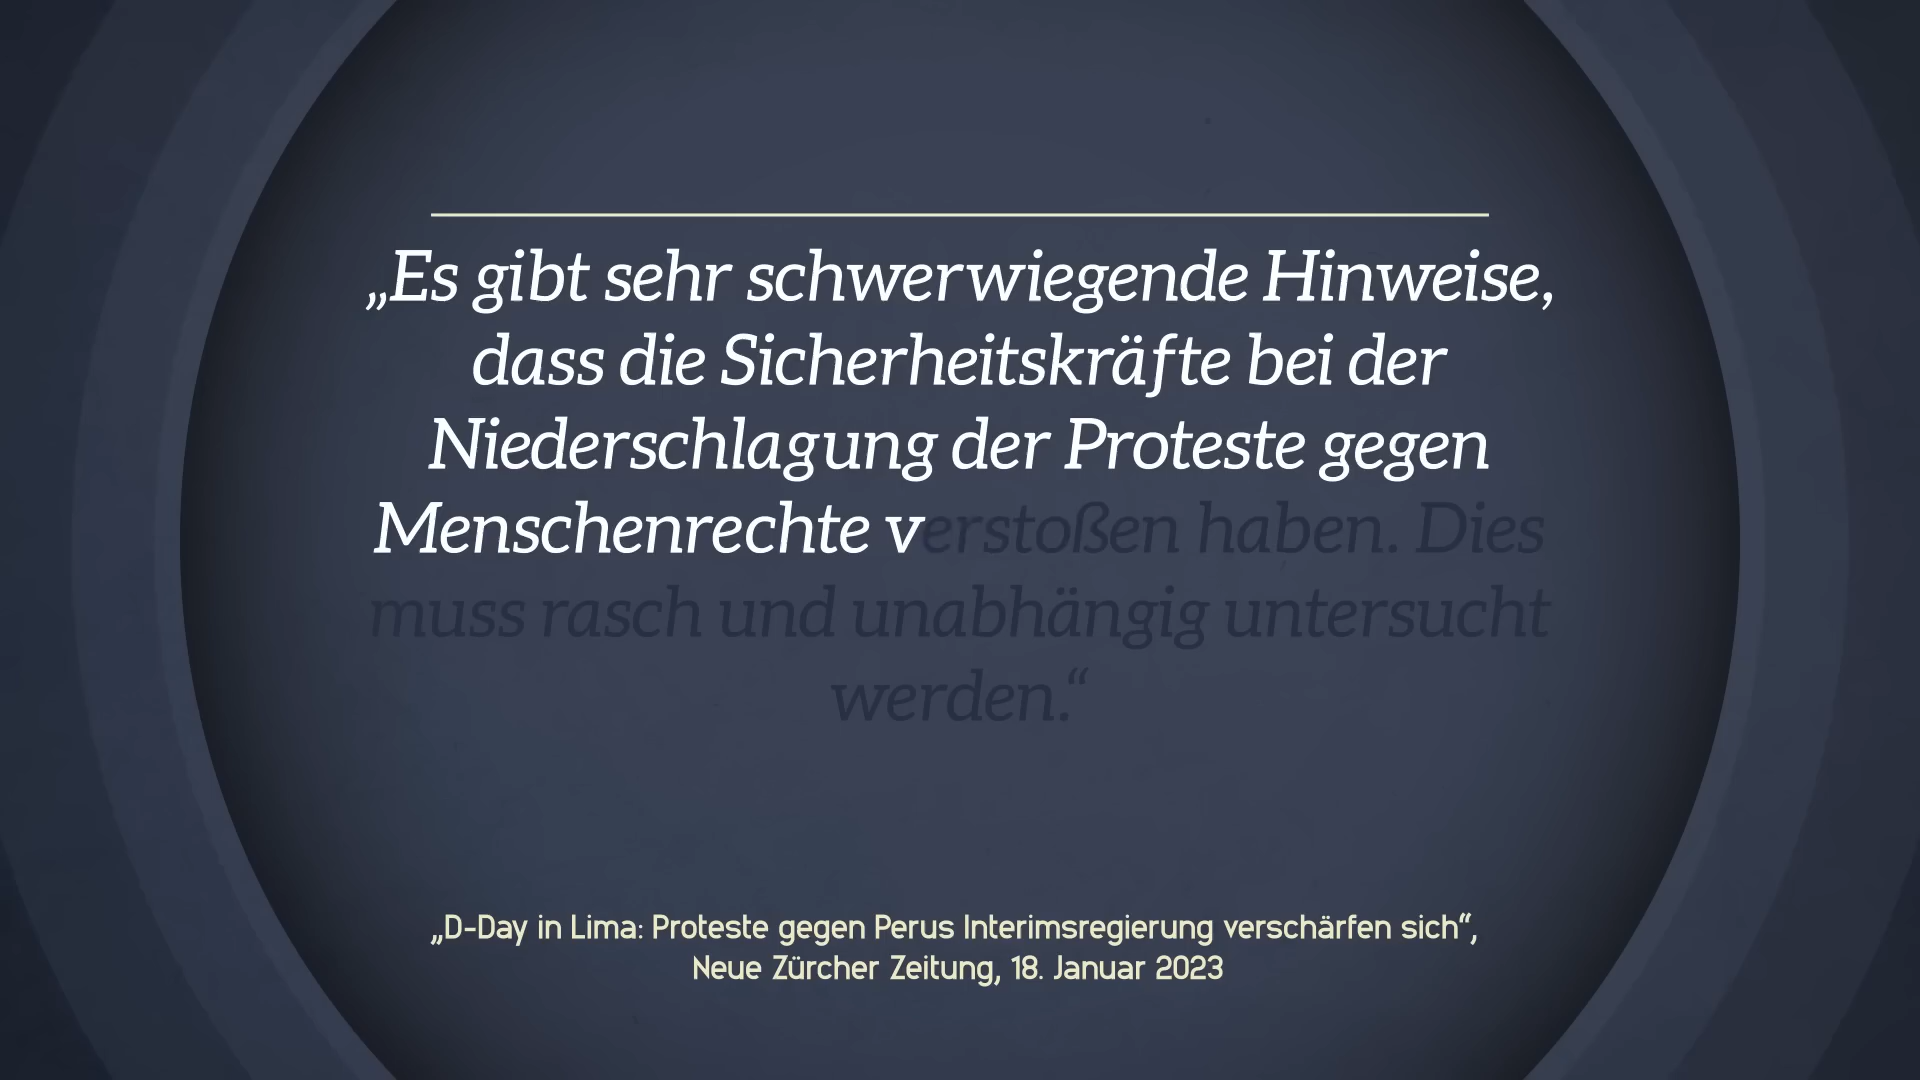 „Es gibt sehr schwerwiegende Hinweise,
dass die Sicherheitskräfte bei der
Niederschlagung der Proteste gegen
Menschenrechte verstoßen haben. Dies
muss rasch und unabhängig untersucht
werden.“
„D-Day in Lima: Proteste gegen Perus Interimsregierung verschärfen sich“,
Neue Zürcher Zeitung, 18. Januar 2023